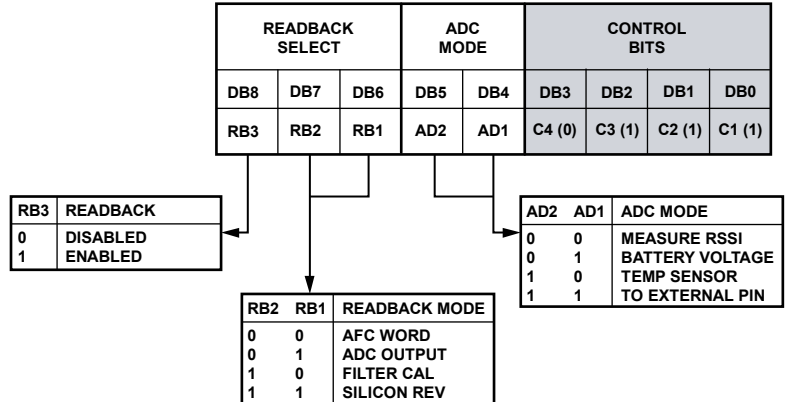 READBACK SELECT ADC MODE CONTROL BITS
DB8 DB7 DB6 DB5 DB4 DB3 DB2 DB1 DB0
RB3 RB2 RB1 AD2 AD1 C4 (0) C3 (1) C2 (1) C1 (1)
RB3 READBACK
0 DISABLED
1 ENABLED
RB2 RB1 READBACK MODE
0 0 AFC WORD
0 1 ADC OUTPUT
1 0 FILTER CAL
1 1 SILICON REV
AD2 AD1 ADC MODE
0 0 MEASURE RSSI
0 1 BATTERY VOLTAGE
1 0 TEMP SENSOR
1 1 TO EXTERNAL PIN